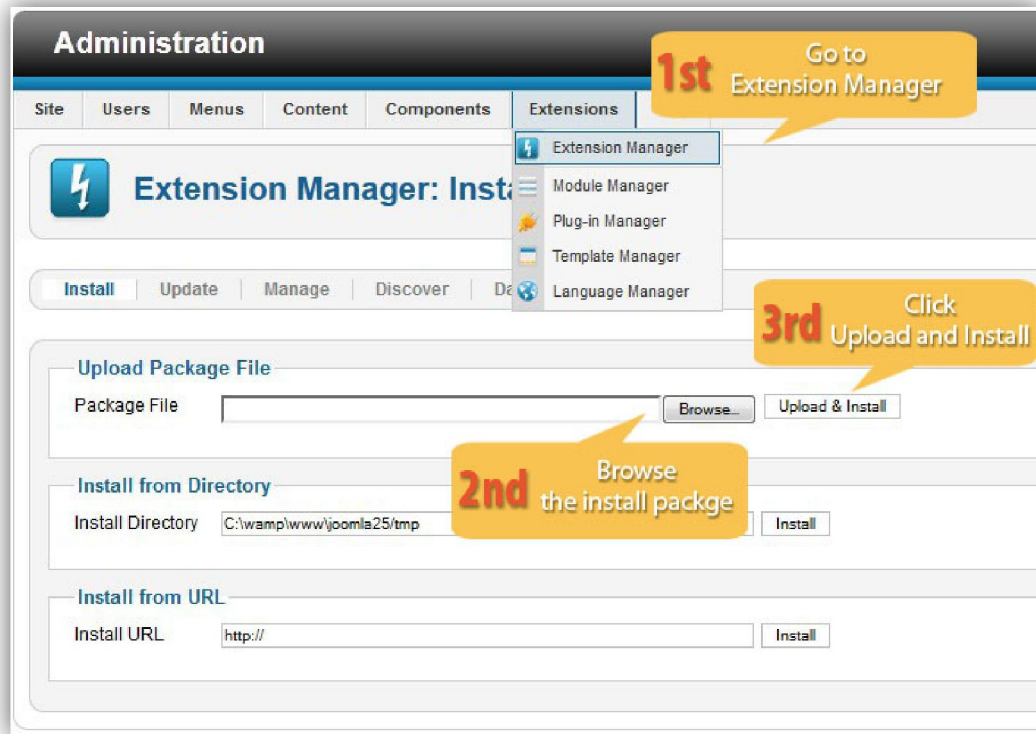 Administration
1st Go to
Extension Manager
Site Users Menus Content Components Extensions
Extension Manager
Extension Manager: Insta
Module Manager
Plug-in Manager
Template Manager
Language Manager
Install Update Manage Discover Da
3rd Click
Upload and Install
Upload Package File
Package File Browse... Upload & Install
2nd Browse
the install packge
Install from Directory
Install Directory C:\wamp\www\joomla25/tmp Install
Install from URL
Install URL http:// Install